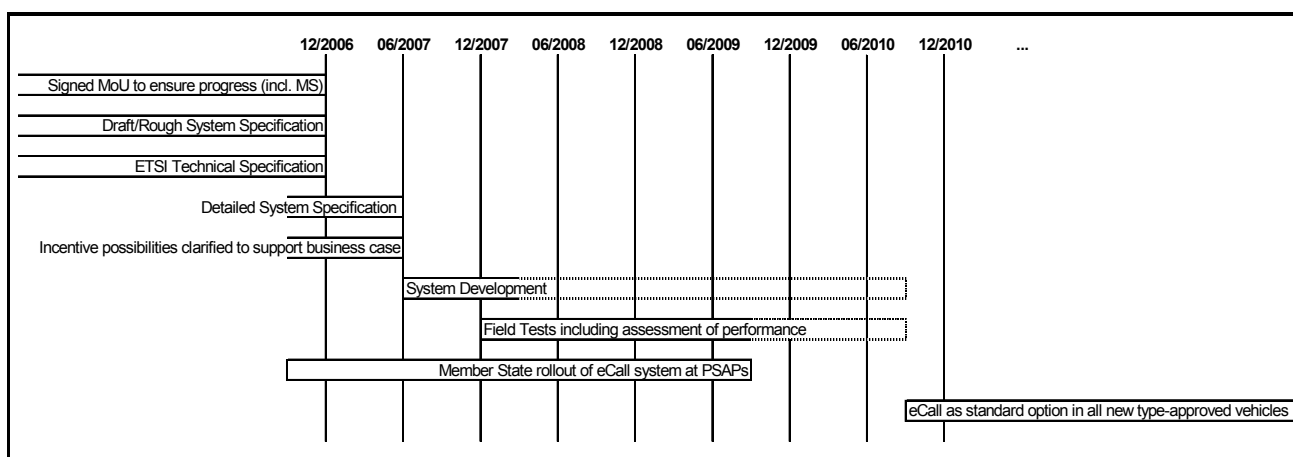 12/2006 06/2007 12/2007 06/2008 12/2008 06/2009 12/2009 06/2010 12/2010 ...
Signed MoU to ensure progress (incl. MS)
Draft/Rough System Specification
ETSI Technical Specification
Detailed System Specification
Incentive possibilities clarified to support business case
System Development
Field Tests including assessment of performance
Member State rollout of eCall system at PSAPs
eCall as standard option in all new type-approved vehicles